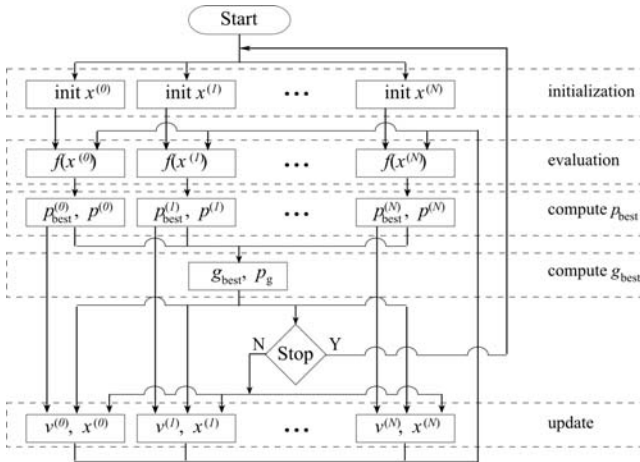 Start
init x^(0) init x^(1) ••• init x^(N) initialization
f(x^(0)) f(x^(1)) ••• f(x^(N)) evaluation
p_best^(0), p^(0) p_best^(1), p^(1) ••• p_best^(N), p^(N) compute p_best
g_best, p_g compute g_best
N Stop Y
v^(0), x^(0) v^(1), x^(1) ••• v^(N), x^(N) update